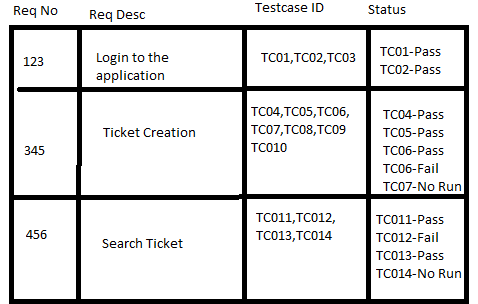 Req No Req Desc Testcase ID Status
123 Login to the application TC01,TC02,TC03 TC01-Pass
TC02-Pass
345 Ticket Creation TC04,TC05,TC06,
TC07,TC08,TC09
TC010
TC04-Pass
TC05-Pass
TC06-Pass
TC06-Fail
TC07-No Run
456 Search Ticket TC011,TC012,
TC013,TC014
TC011-Pass
TC012-Fail
TC013-Pass
TC014-No Run